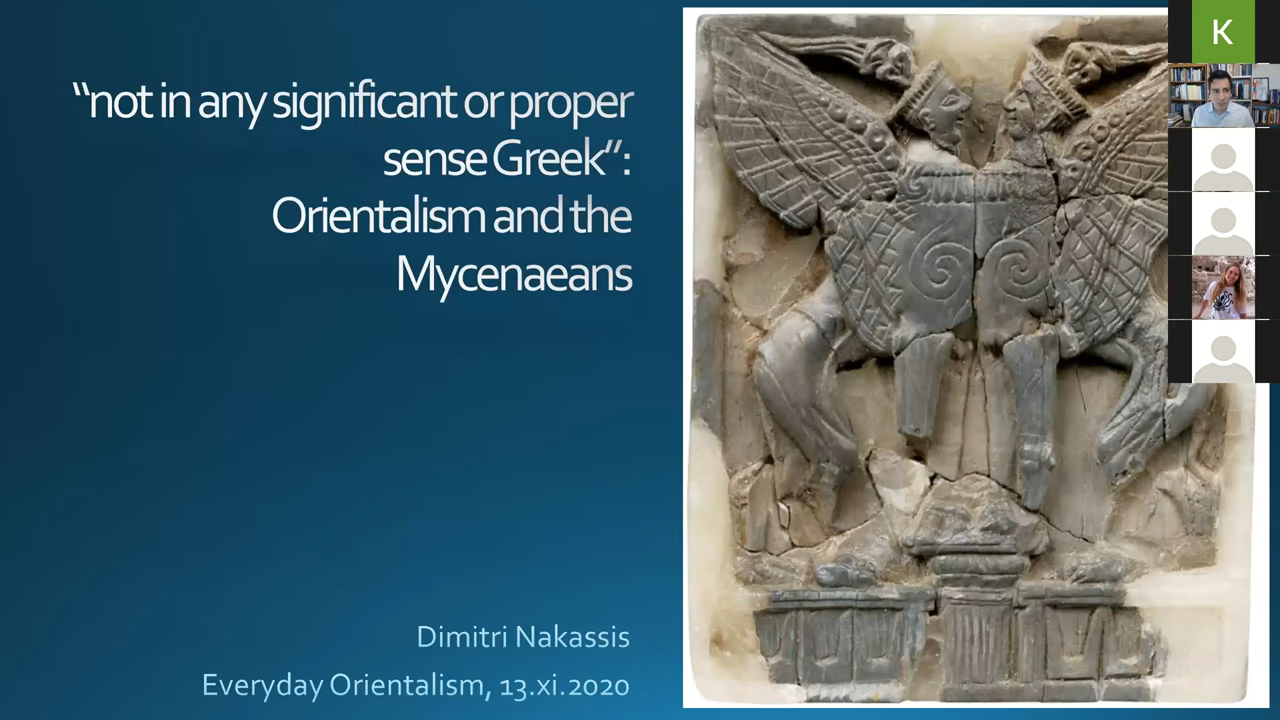 “not in any significant or proper
sense Greek”:
Orientalism and the
Mycenaeans
Dimitri Nakassis
Everyday Orientalism, 13.xi.2020
K